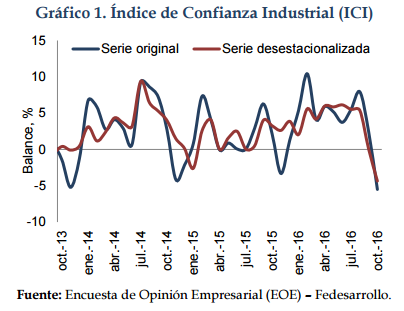 Gráfico 1. Índice de Confianza Industrial (ICI)
Serie original
Serie desestacionalizada
Balance, %
15
10
5
0
-5
-10
oct.-13
ene.-14
abr.-14
jul.-14
oct.-14
ene.-15
abr.-15
jul.-15
oct.-15
ene.-16
abr.-16
jul.-16
oct.-16
Fuente: Encuesta de Opinión Empresarial (EOE) – Fedesarrollo.